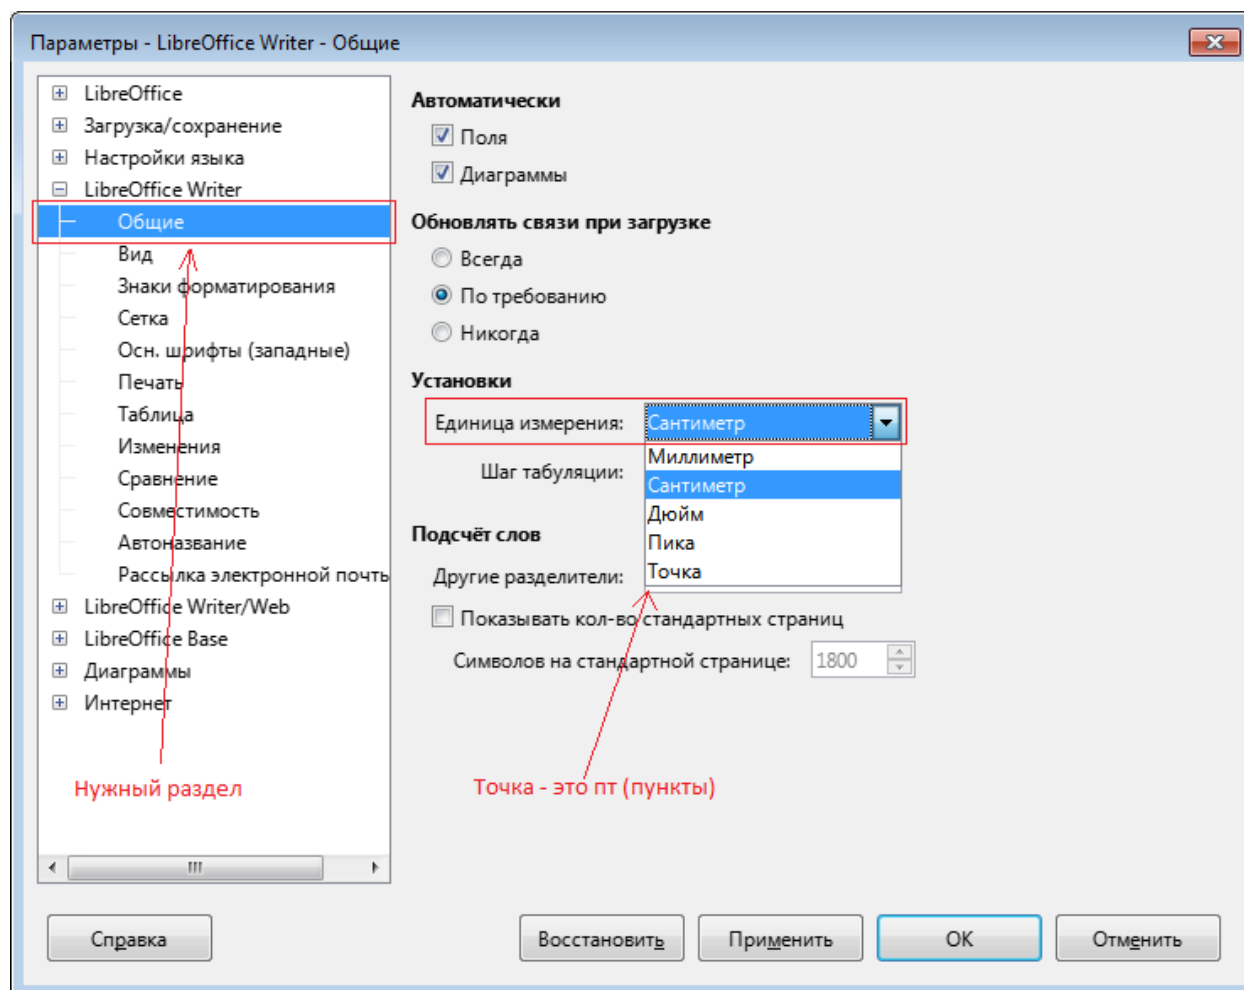 Параметры - LibreOffice Writer - Общие
LibreOffice
Загрузка/сохранение
Настройки языка
LibreOffice Writer
Общие
Вид
Знаки форматирования
Сетка
Осн. шрифты (западные)
Печать
Таблица
Изменения
Сравнение
Совместимость
Автоназвание
Рассылка электронной почть
LibreOffice Writer/Web
LibreOffice Base
Диаграммы
Интернет
Нужный раздел
Автоматически
Поля
Диаграммы
Обновлять связи при загрузке
Всегда
По требованию
Никогда
Установки
Единица измерения: Сантиметр
Миллиметр
Шаг табуляции: Сантиметр
Дюйм
Пика
Точка
Подсчёт слов
Другие разделители:
Показывать кол-во стандартных страниц
Символов на стандартной странице: 1800
Точка - это пт (пункты)
Справка
Восстановить
Применить
OK
Отменить